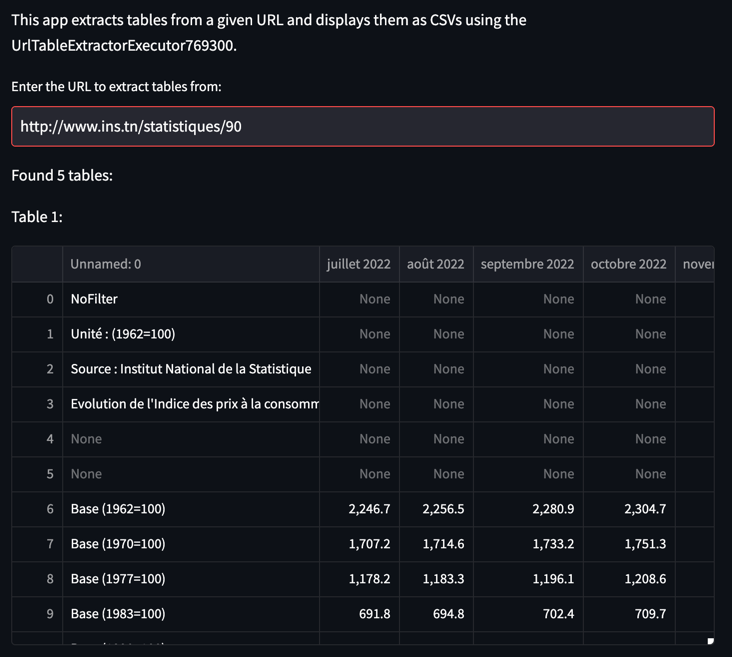 This app extracts tables from a given URL and displays them as CSVs using the
UrlTableExtractorExecutor769300.
Enter the URL to extract tables from:
http://www.ins.tn/statistiques/90
Found 5 tables:
Table 1:
Unnamed: 0 juillet 2022 août 2022 septembre 2022 octobre 2022
0 NoFilter None None None None
1 Unité : (1962=100) None None None None
2 Source : Institut National de la Statistique None None None None
3 Evolution de l'Indice des prix à la consomm None None None None
4 None None None None None
5 None None None None None
6 Base (1962=100) 2,246.7 2,256.5 2,280.9 2,304.7
7 Base (1970=100) 1,707.2 1,714.6 1,733.2 1,751.3
8 Base (1977=100) 1,178.2 1,183.3 1,196.1 1,208.6
9 Base (1983=100) 691.8 694.8 702.4 709.7